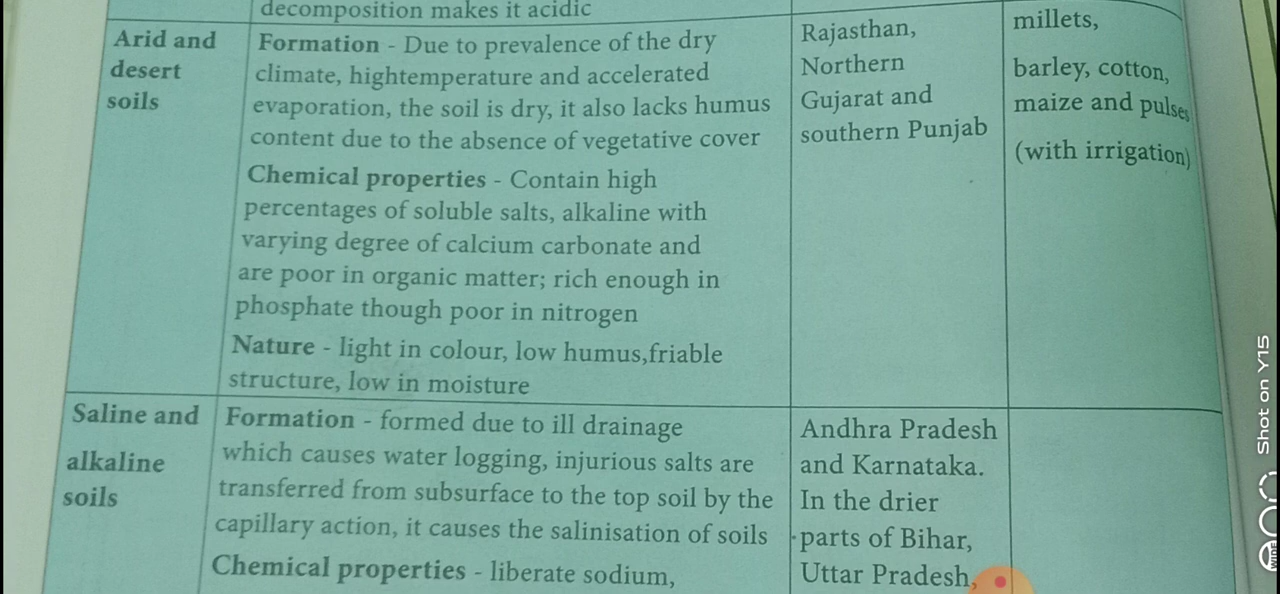 decomposition makes it acidic
Arid and
desert
soils
Formation - Due to prevalence of the dry
climate, hightemperature and accelerated
evaporation, the soil is dry, it also lacks humus
content due to the absence of vegetative cover
Chemical properties - Contain high
percentages of soluble salts, alkaline with
varying degree of calcium carbonate and
are poor in organic matter; rich enough in
phosphate though poor in nitrogen
Nature - light in colour, low humus,friable
structure, low in moisture
Rajasthan,
Northern
Gujarat and
southern Punjab
millets,
barley, cotton,
maize and pulses
(with irrigation)
Saline and
alkaline
soils
Formation - formed due to ill drainage
which causes water logging, injurious salts are
transferred from subsurface to the top soil by the
capillary action, it causes the salinisation of soils
Chemical properties - liberate sodium,
Andhra Pradesh
and Karnataka.
In the drier
parts of Bihar,
Uttar Pradesh,
Shot on Y15